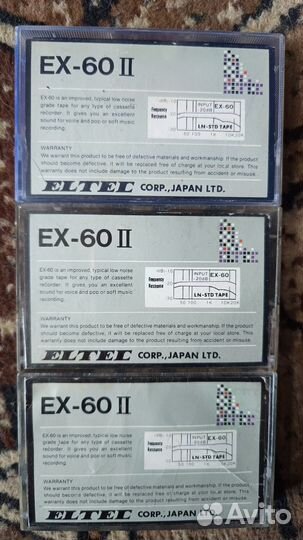 EX-60 II
EX-60 is an improved, typical low noise
grade tape for any type of cassette
recorder. It gives you an excellent
sound for voice and pop or soft music
recording.
Frequency
Response
INPUT
-20dB
EX-60
LN-STD TAPE
WARRANTY
We warrant this product to be free of defective materials and workmanship. If the product
should become defective, it will be replaced free of charge at your local store. This
warranty does not include damage to the product resulting from accident or misuse.
ELTEC CORP., JAPAN LTD.
EX-60 II
EX-60 is an improved, typical low noise
grade tape for any type of cassette
recorder. It gives you an excellent
sound for voice and pop or soft music
recording.
Frequency
Response
INPUT
-20dB
EX-60
LN-STD TAPE
WARRANTY
We warrant this product to be free of defective materials and workmanship. If the product
should become defective, it will be replaced free of charge at your local store. This
warranty does not include damage to the product resulting from accident or misuse.
ELTEC CORP., JAPAN LTD.
EX-60 II
EX-60 is an improved, typical low noise
grade tape for any type of cassette
recorder. It gives you an excellent
sound for voice and pop or soft music
recording.
Frequency
Response
INPUT
-20dB
EX-60
LN-STD TAPE
WARRANTY
We warrant this product to be free of defective materials and workmanship. If the product
should become defective, it will be replaced free of charge at your local store. This
warranty does not include damage to the product resulting from accident or misuse.
ELTEC CORP., JAPAN
Avito